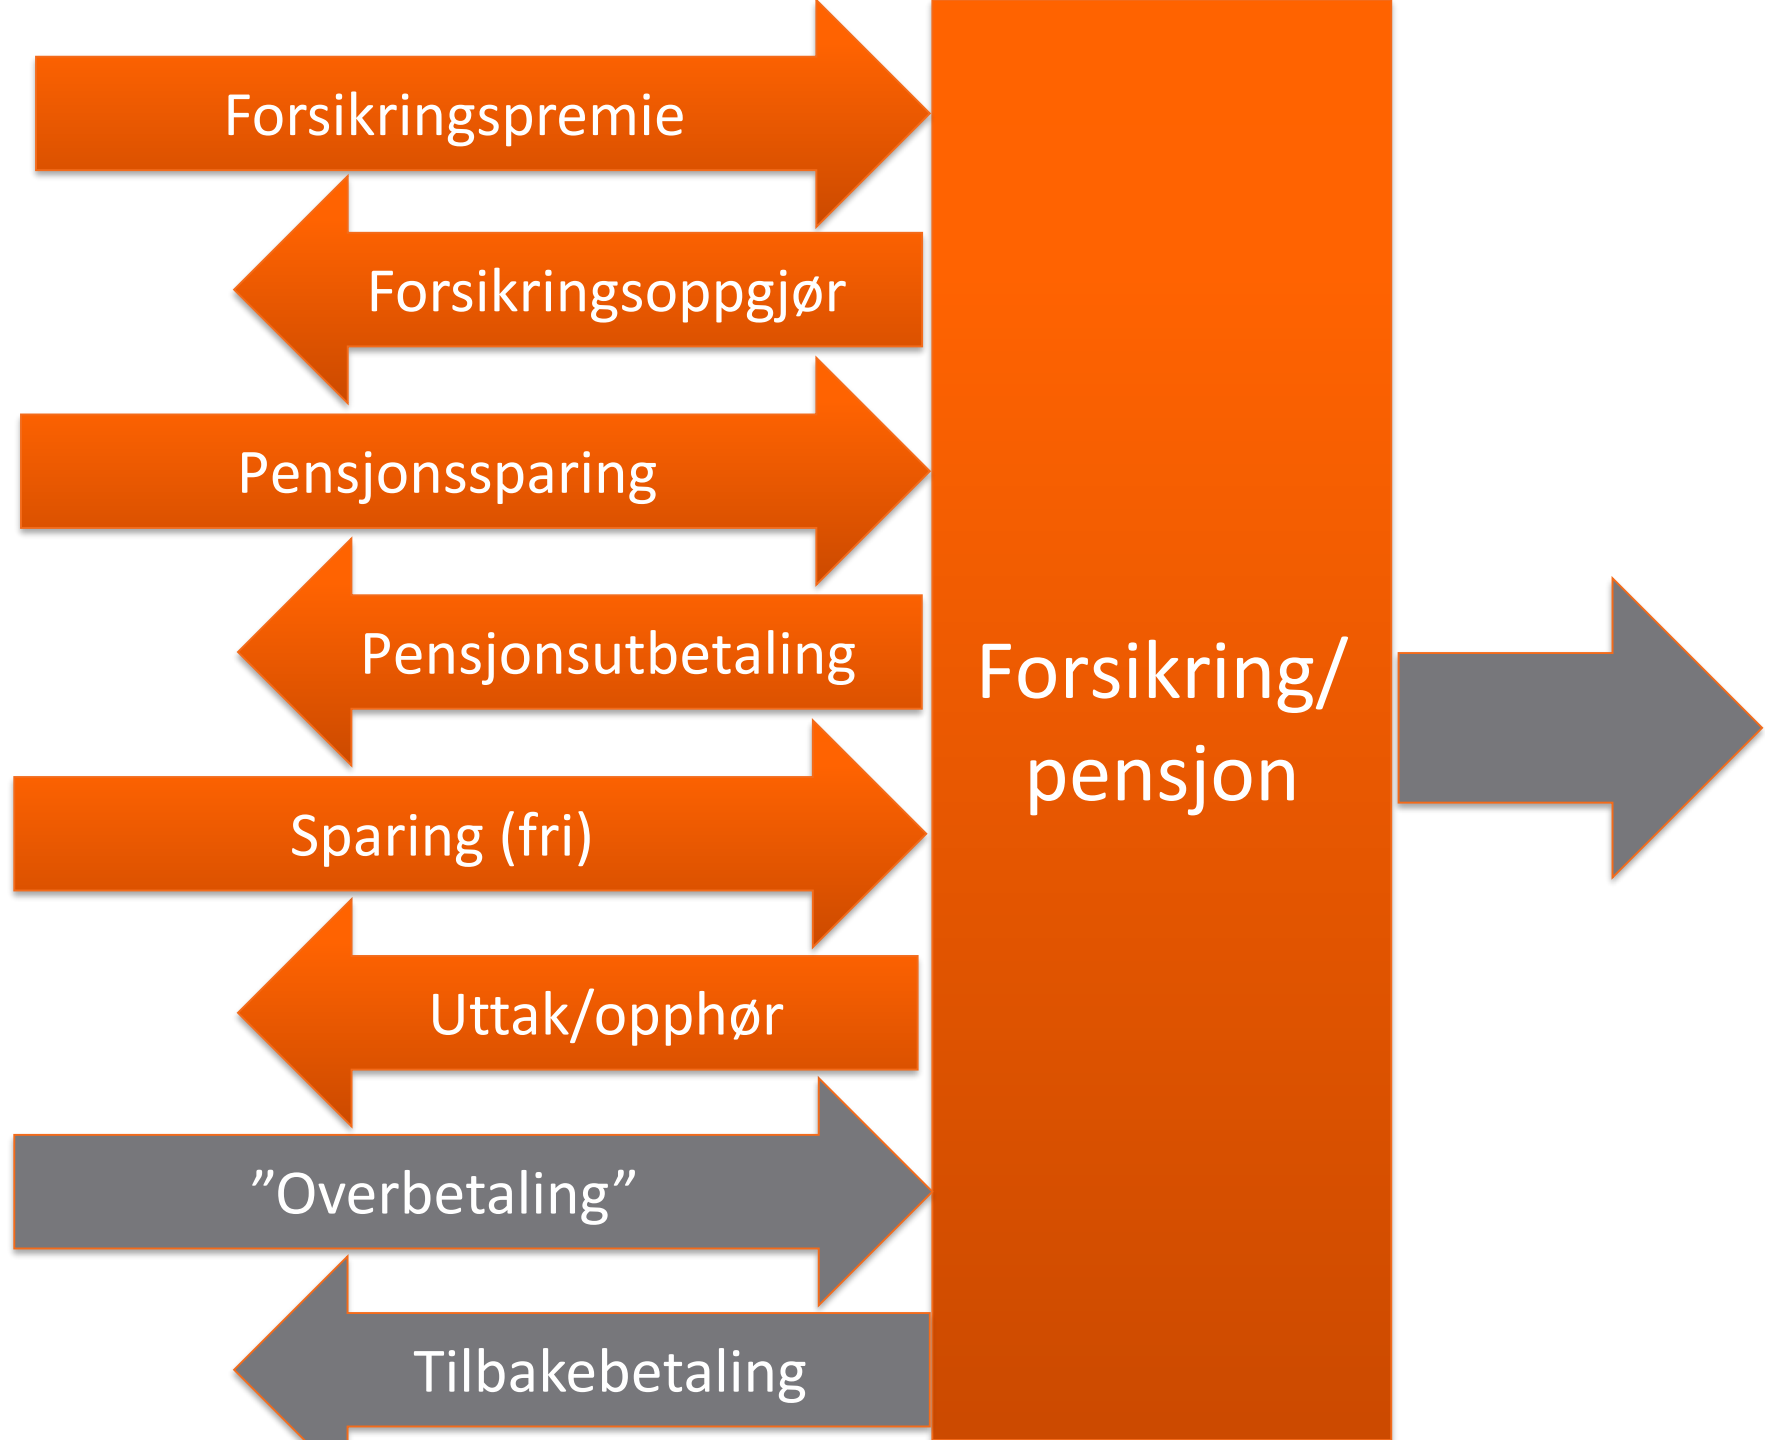 Forsikringspremie
Forsikringsoppgjør
Pensjonssparing
Pensjonsutbetaling
Sparing (fri)
Uttak/opphør
”Overbetaling”
Tilbakebetaling
Forsikring/
pensjon